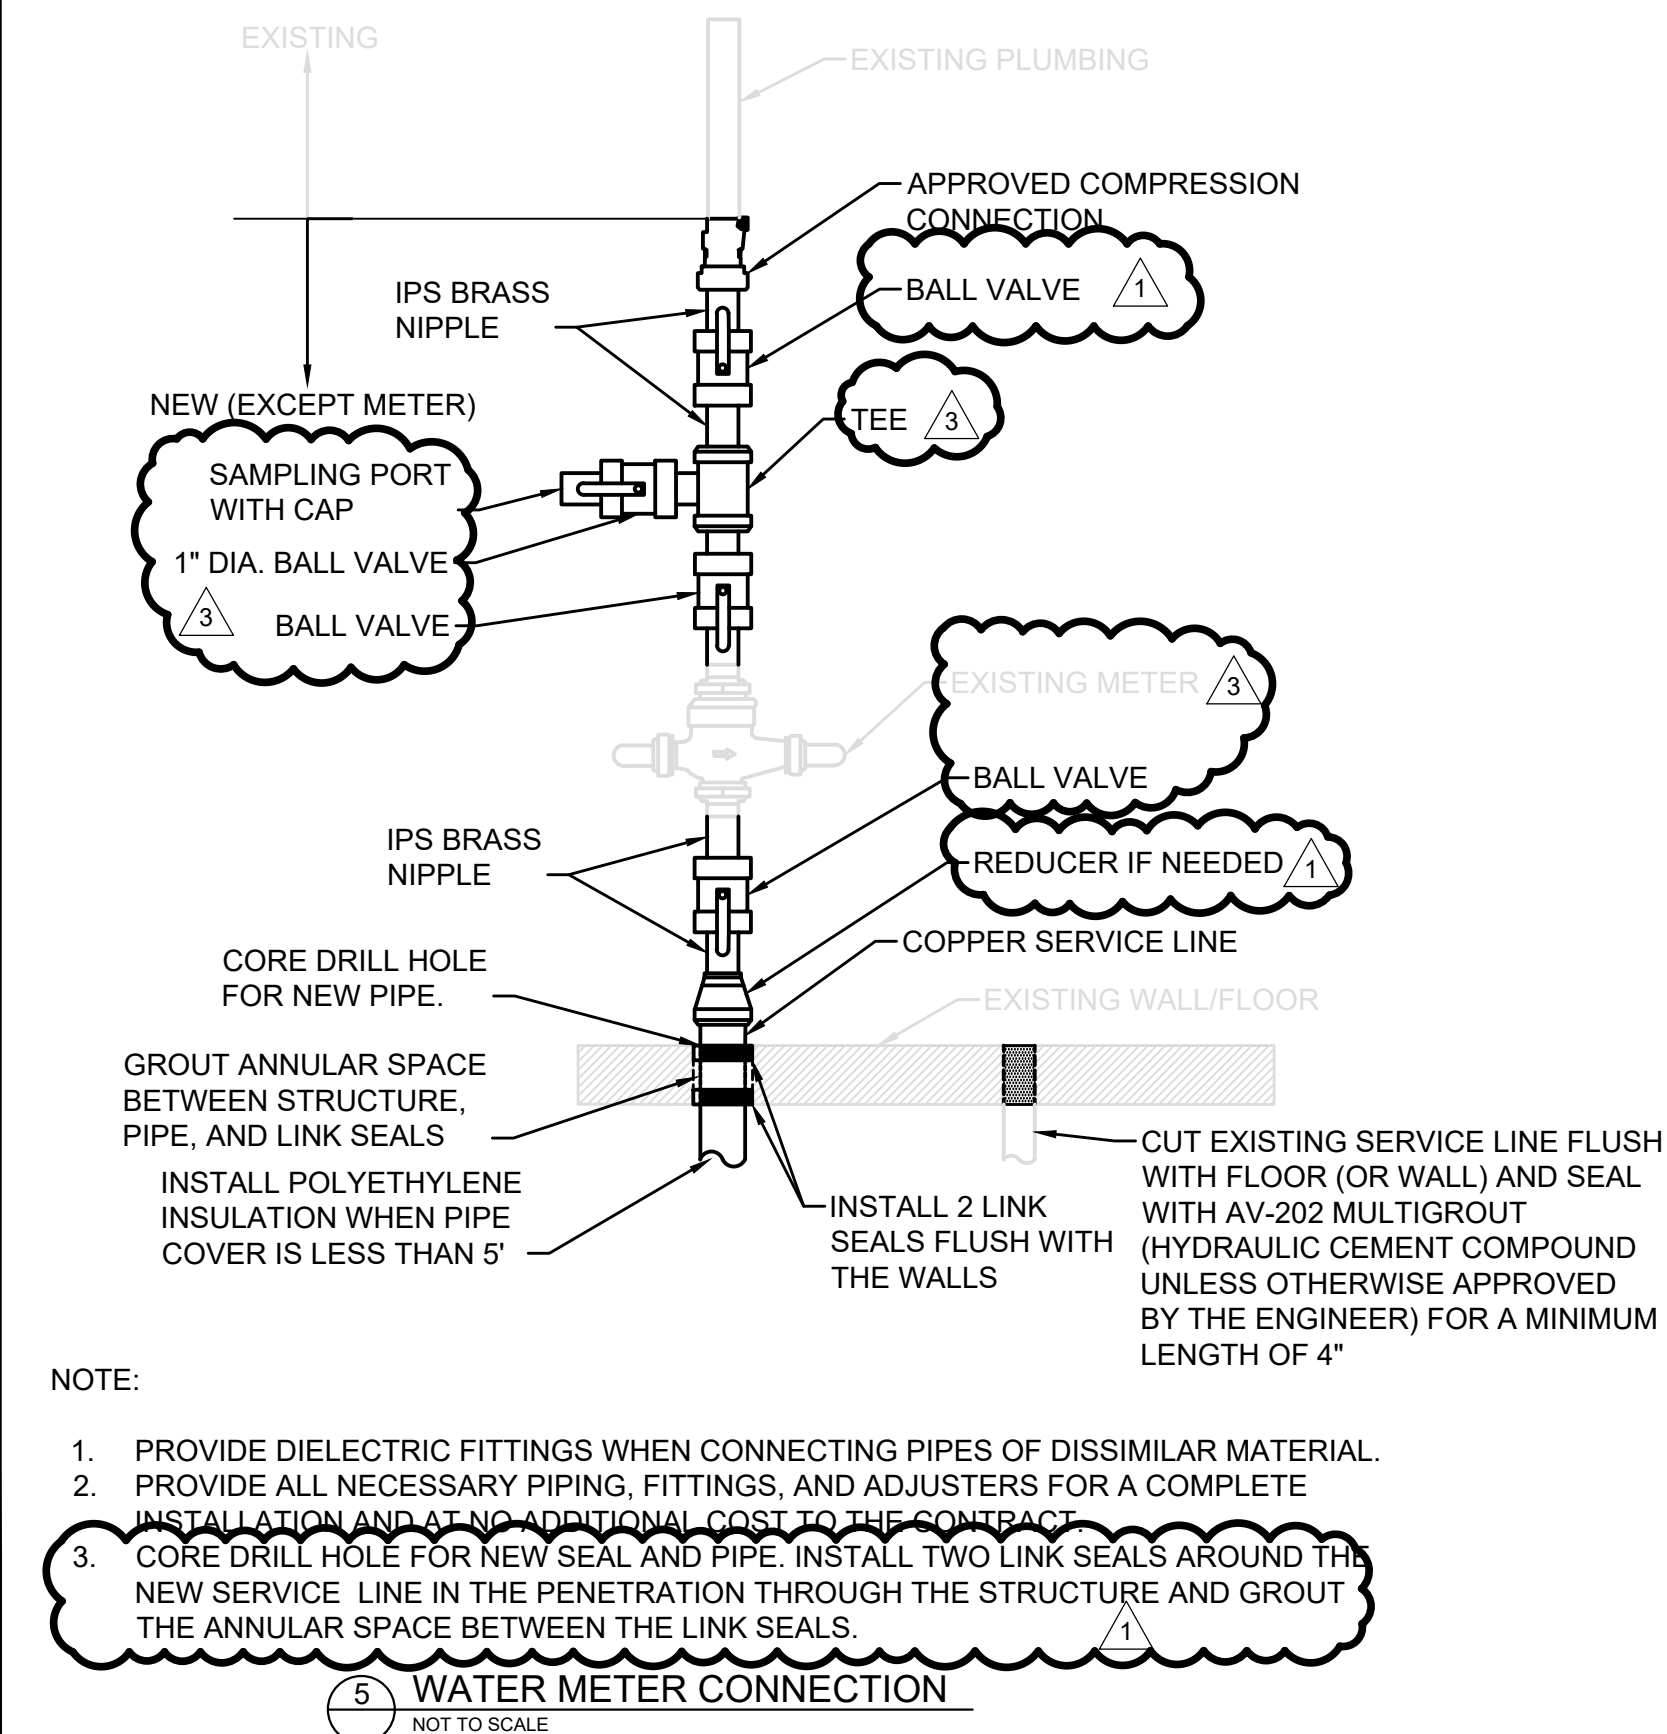 EXISTING
EXISTING PLUMBING
APPROVED COMPRESSION
CONNECTION
BALL VALVE 1
IPS BRASS
NIPPLE
NEW (EXCEPT METER)
TEE 3
SAMPLING PORT
WITH CAP
1" DIA. BALL VALVE
3 BALL VALVE
EXISTING METER 3
BALL VALVE
IPS BRASS
NIPPLE
REDUCER IF NEEDED 1
COPPER SERVICE LINE
CORE DRILL HOLE
FOR NEW PIPE.
EXISTING WALL/FLOOR
GROUT ANNULAR SPACE
BETWEEN STRUCTURE,
PIPE, AND LINK SEALS
INSTALL POLYETHYLENE
INSULATION WHEN PIPE
COVER IS LESS THAN 5'
INSTALL 2 LINK
SEALS FLUSH WITH
THE WALLS
CUT EXISTING SERVICE LINE FLUSH
WITH FLOOR (OR WALL) AND SEAL
WITH AV-202 MULTIGROUT
(HYDRAULIC CEMENT COMPOUND
UNLESS OTHERWISE APPROVED
BY THE ENGINEER) FOR A MINIMUM
LENGTH OF 4"
NOTE:
1. PROVIDE DIELECTRIC FITTINGS WHEN CONNECTING PIPES OF DISSIMILAR MATERIAL.
2. PROVIDE ALL NECESSARY PIPING, FITTINGS, AND ADJUSTERS FOR A COMPLETE
INSTALLATION AND AT NO ADDITIONAL COST TO THE CONTRACT.
3. CORE DRILL HOLE FOR NEW SEAL AND PIPE. INSTALL TWO LINK SEALS AROUND THE
NEW SERVICE LINE IN THE PENETRATION THROUGH THE STRUCTURE AND GROUT
THE ANNULAR SPACE BETWEEN THE LINK SEALS. 1
5 WATER METER CONNECTION
NOT TO SCALE